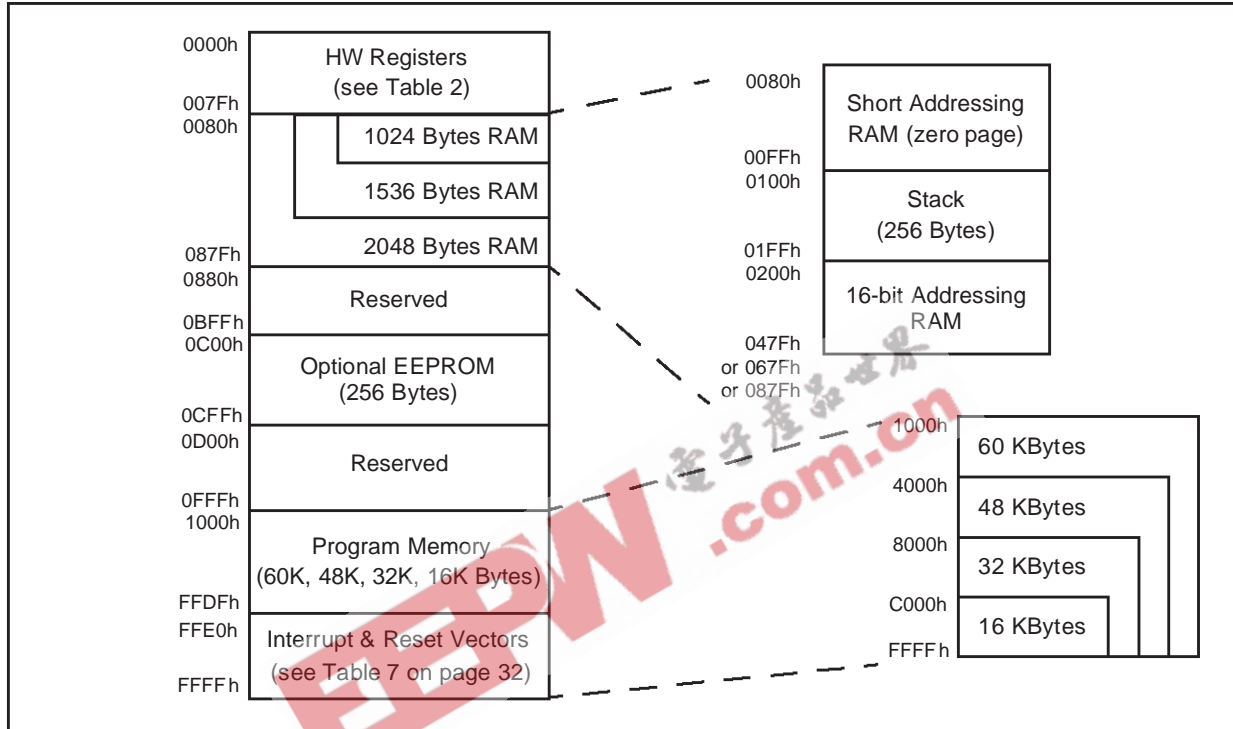 0000h
HW Registers
(see Table 2)
007Fh
0080h
1024 Bytes RAM
1536 Bytes RAM
2048 Bytes RAM
087Fh
0880h
Reserved
0BFFh
0C00h
Optional EEPROM
(256 Bytes)
0CFFh
0D00h
Reserved
0FFFh
1000h
Program Memory
(60K, 48K, 32K, 16K Bytes)
FFDFh
FFE0h
Interrupt & Reset Vectors
(see Table 7 on page 32)
FFFFh
0080h
Short Addressing
RAM (zero page)
00FFh
0100h
Stack
(256 Bytes)
01FFh
0200h
16-bit Addressing
RAM
047Fh
or 067Fh
or 087Fh
1000h
60 KBytes
4000h
48 KBytes
8000h
32 KBytes
C000h
16 KBytes
FFFFh
EEPW
.com.cn
電子產品世界